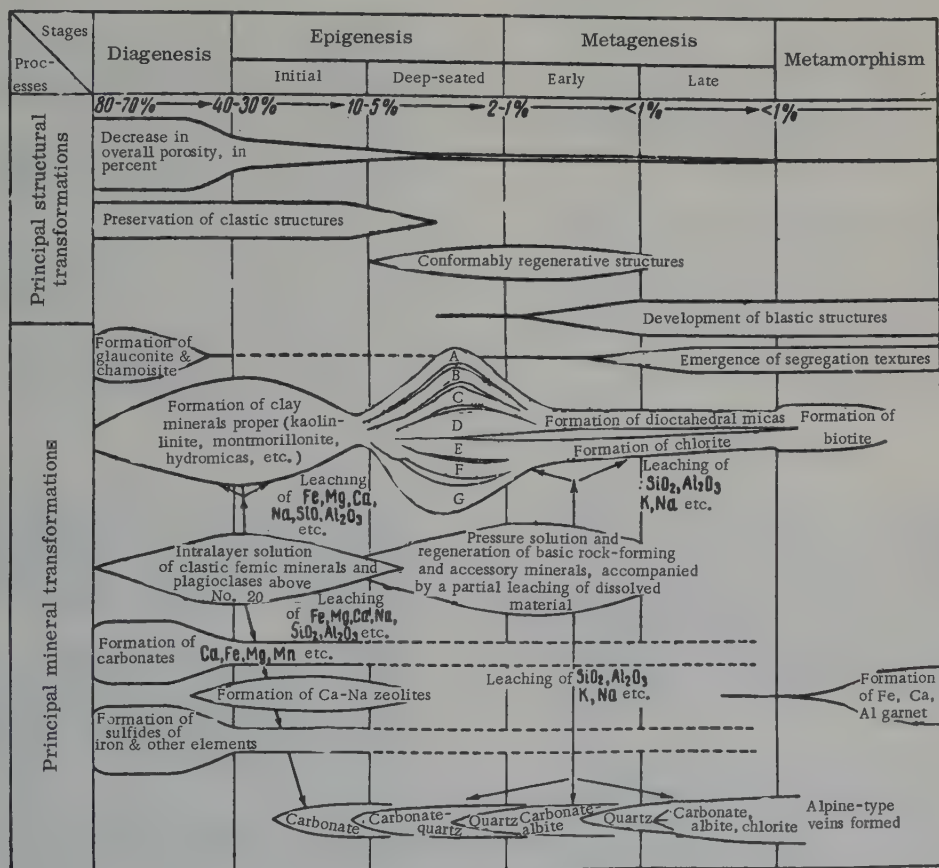 Stages
Proc-
esses
Diagenesis
Epigenesis
Initial
Deep-seated
Metagenesis
Early
Late
Metamorphism
80-70%
40-30%
10-5%
2-1%
<1%
<1%
Principal structural
transformations
Decrease in
overall porosity, in
percent
Preservation of clastic structures
Conformably regenerative structures
Development of blastic structures
Principal mineral transformations
Formation of
glauconite &
chamoisite
Emergence of segregation textures
Formation of clay
minerals proper (kaolin-
linite, montmorillonite,
hydromicas, etc.)
A
B
C
D
E
F
G
Formation of dioctahedral micas
Formation of chlorite
Formation of
biotite
Leaching
of Fe,Mg,Ca,
Na,SiO,Al₂O₃
etc.
Leaching of
SiO₂,Al₂O₃
K,Na etc.
Intralayer solution
of clastic femic minerals and
plagioclases above
No. 20
Pressure solution and
regeneration of basic rock-forming
and accessory minerals, accompanied
by a partial leaching of dissolved
material
Leaching
of Fe,Mg,Ca,Na,
SiO₂,Al₂O₃ etc.
Formation of
carbonates
Ca,Fe,Mg,Mn etc.
Leaching of SiO₂,Al₂O₃
K,Na etc.
Formation of Ca-Na zeolites
Formation
of Fe, Ca,
Al garnet
Formation of
sulfides of
iron & other elements
Carbonate
Carbonate-
quartz
Quartz
Carbonate-
albite
Quartz
Carbonate,
albite, chlorite
Alpine-type
veins formed